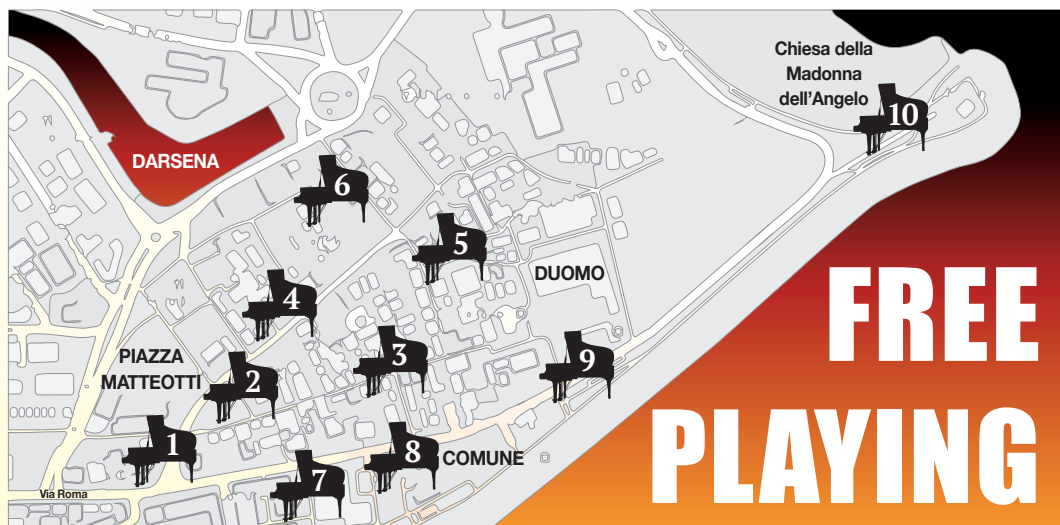 Chiesa della
Madonna
dell'Angelo
10
DARSENA
6
5
DUOMO
4
3
PIAZZA
MATTEOTTI
2
9
1
8
COMUNE
7
Via Roma
FREE
PLAYING